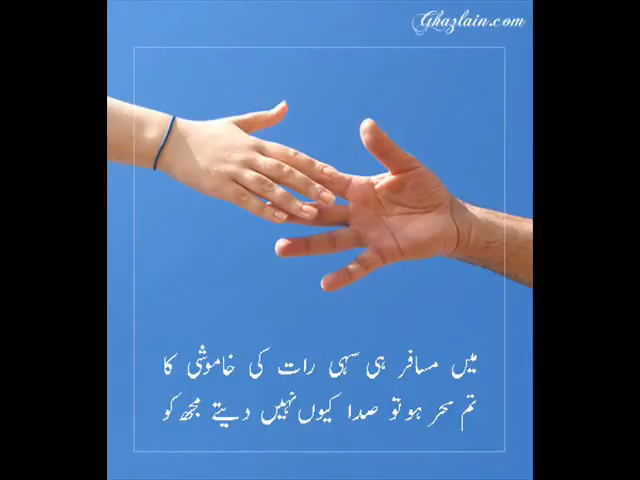 Ghazlain.com
میں مسافر ہی سہی رات کی خاموشی کا
تم سحر ہو تو صدا کیوں نہیں دیتے مجھ کو